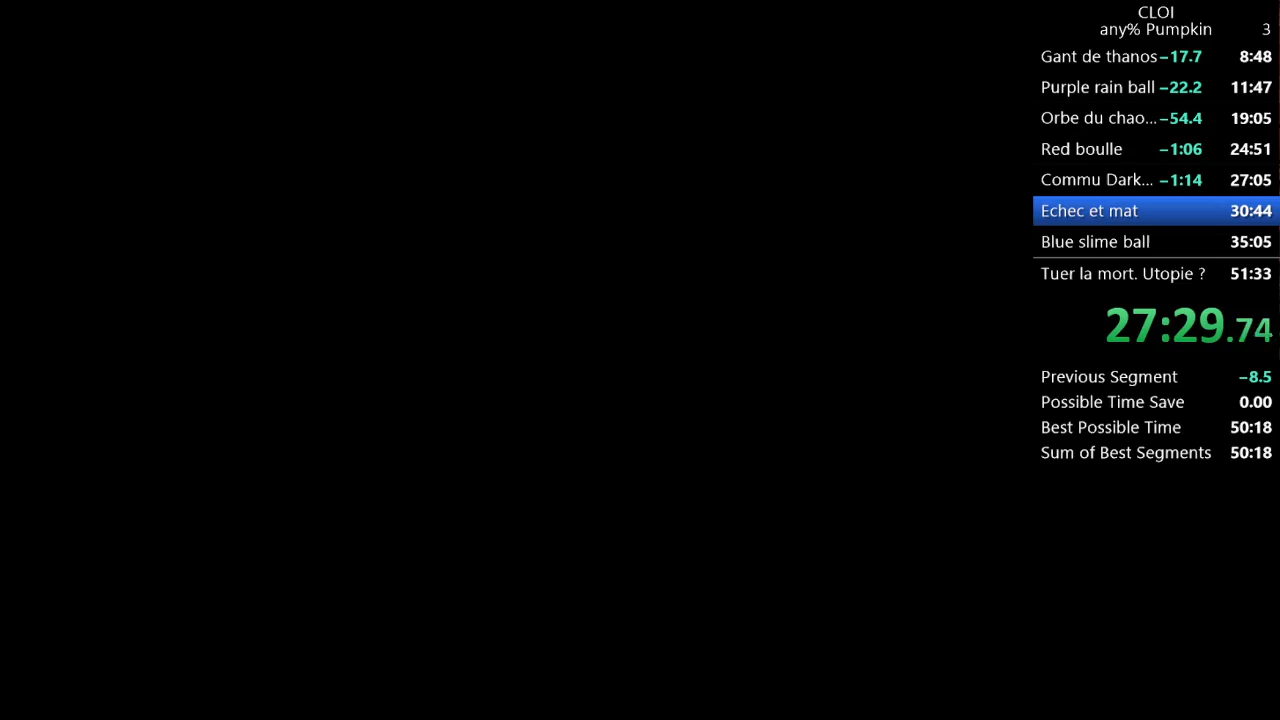 CLOI
any% Pumpkin 3
Gant de thanos −17.7 8:48
Purple rain ball −22.2 11:47
Orbe du chao... −54.4 19:05
Red boulle −1:06 24:51
Commu Dark... −1:14 27:05
Echec et mat 30:44
Blue slime ball 35:05
Tuer la mort. Utopie ? 51:33
27:29.74
Previous Segment −8.5
Possible Time Save 0.00
Best Possible Time 50:18
Sum of Best Segments 50:18